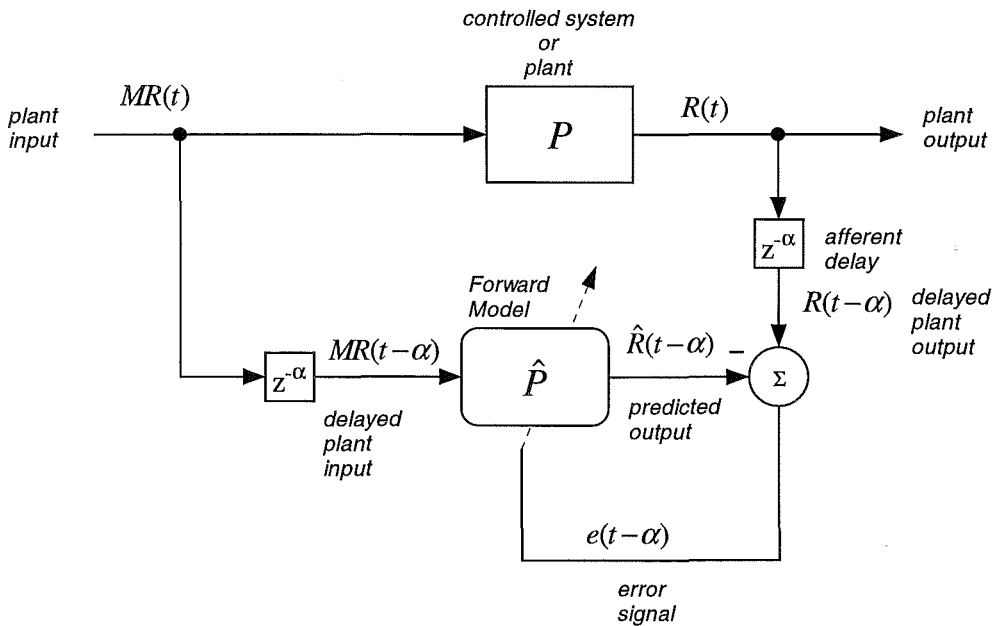 controlled system
or
plant
plant
input
MR(t)
P
R(t)
plant
output
z^-α
afferent
delay
R(t−α)
delayed
plant
output
Forward
Model
MR(t−α)
z^-α
P̂
R̂(t−α)
−
Σ
delayed
plant
input
predicted
output
e(t−α)
error
signal